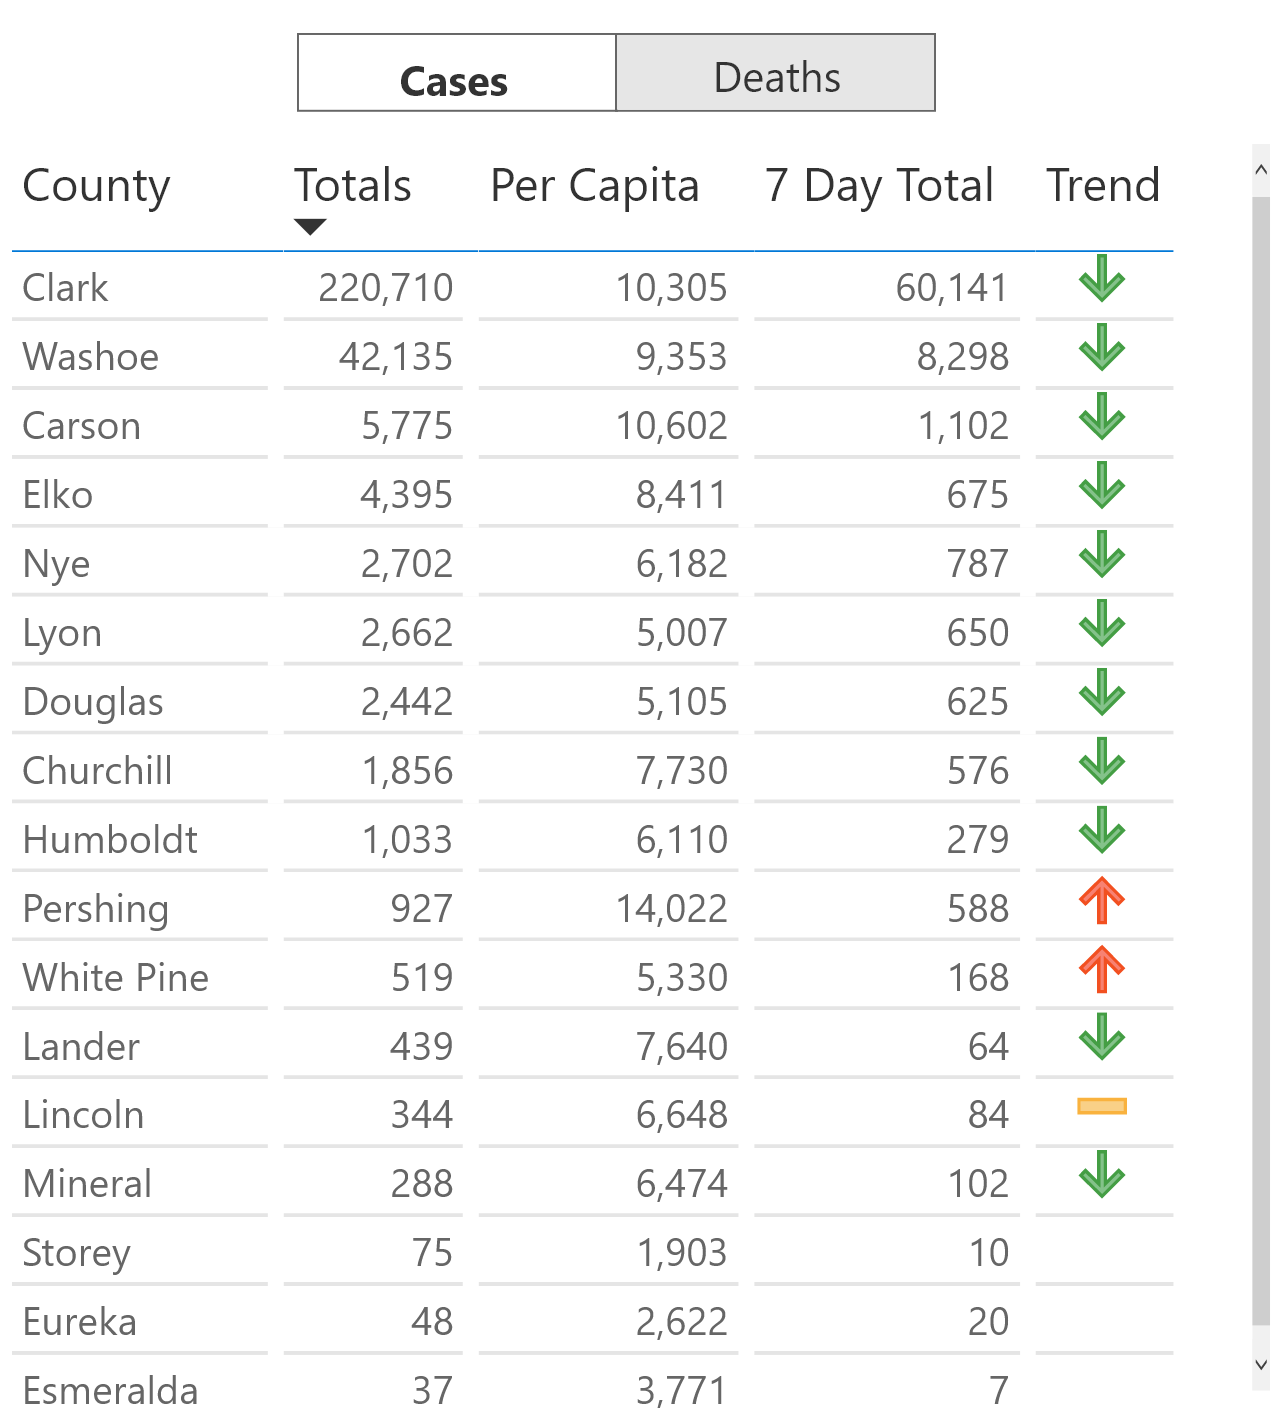 Cases Deaths
County Totals Per Capita 7 Day Total Trend
Clark 220,710 10,305 60,141
Washoe 42,135 9,353 8,298
Carson 5,775 10,602 1,102
Elko 4,395 8,411 675
Nye 2,702 6,182 787
Lyon 2,662 5,007 650
Douglas 2,442 5,105 625
Churchill 1,856 7,730 576
Humboldt 1,033 6,110 279
Pershing 927 14,022 588
White Pine 519 5,330 168
Lander 439 7,640 64
Lincoln 344 6,648 84
Mineral 288 6,474 102
Storey 75 1,903 10
Eureka 48 2,622 20
Esmeralda 37 3,771 7